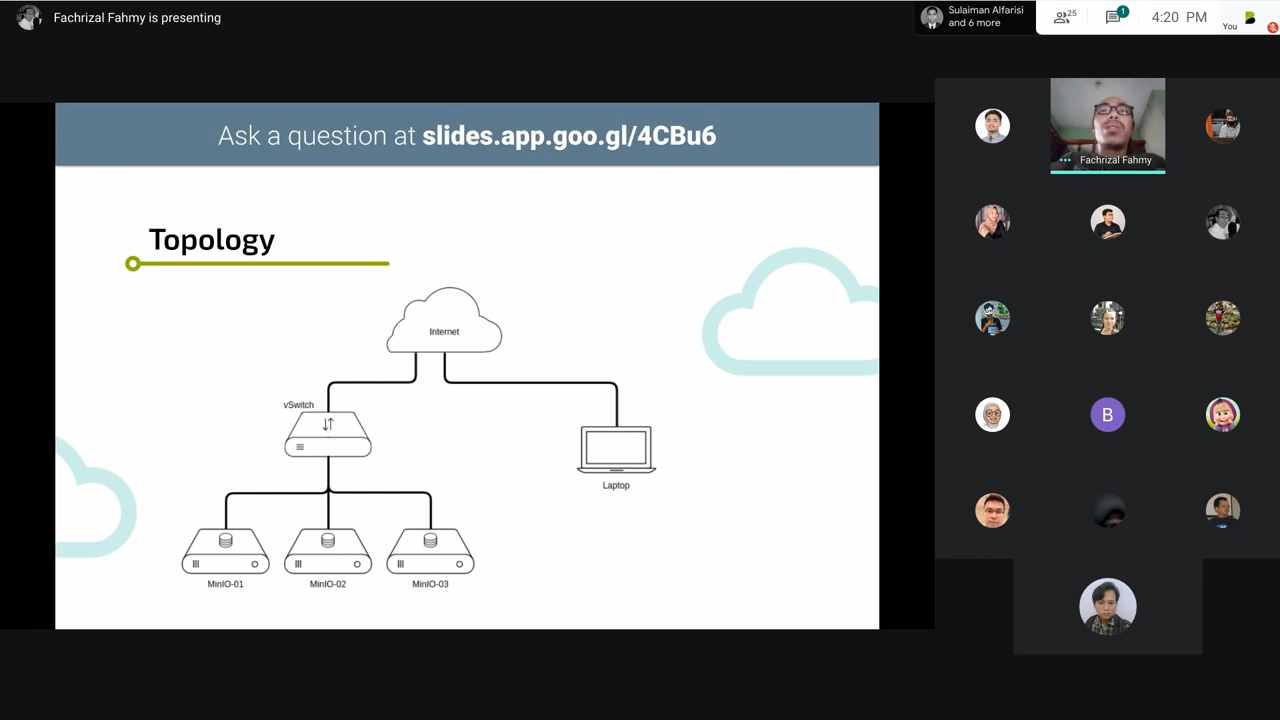 Fachrizal Fahmy is presenting
Sulaiman Alfarisi
and 6 more
25
1
4:20 PM
You
Ask a question at slides.app.goo.gl/4CBu6
Topology
Internet
vSwitch
Laptop
MinIO-01
MinIO-02
MinIO-03
Fachrizal Fahmy
B